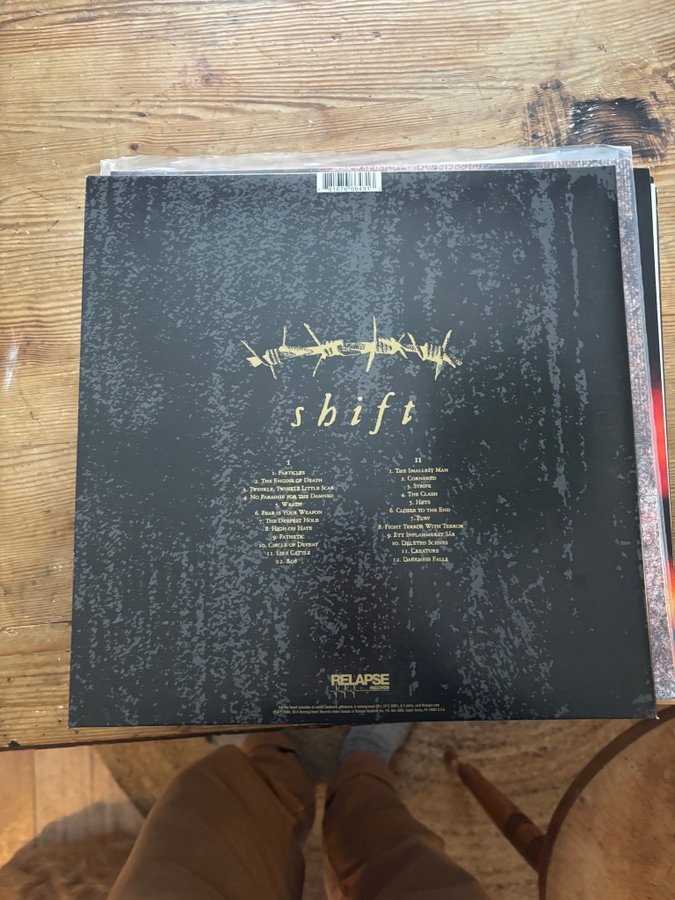 shift
I
1. Particles
2. The Engine of Death
3. Twinkle, Twinkle Little Scar
4. No Paradise for the Damned
5. Wrath
6. Fear is Your Weapon
7. The Deepest Hole
8. High on Hate
9. Pathetic
10. Circle of Defeat
11. Like Cattle
12. Rot
II
1. The Smallest Man
2. Cornered
3. Stripe
4. The Clash
5. Hays
6. Closer to the End
7. Fury
8. Fight Terror With Terror
9. Ett Inflammerat Sår
10. Deleted Scenes
11. Creature
12. Darkness Falls
RELAPSE
RECORDS